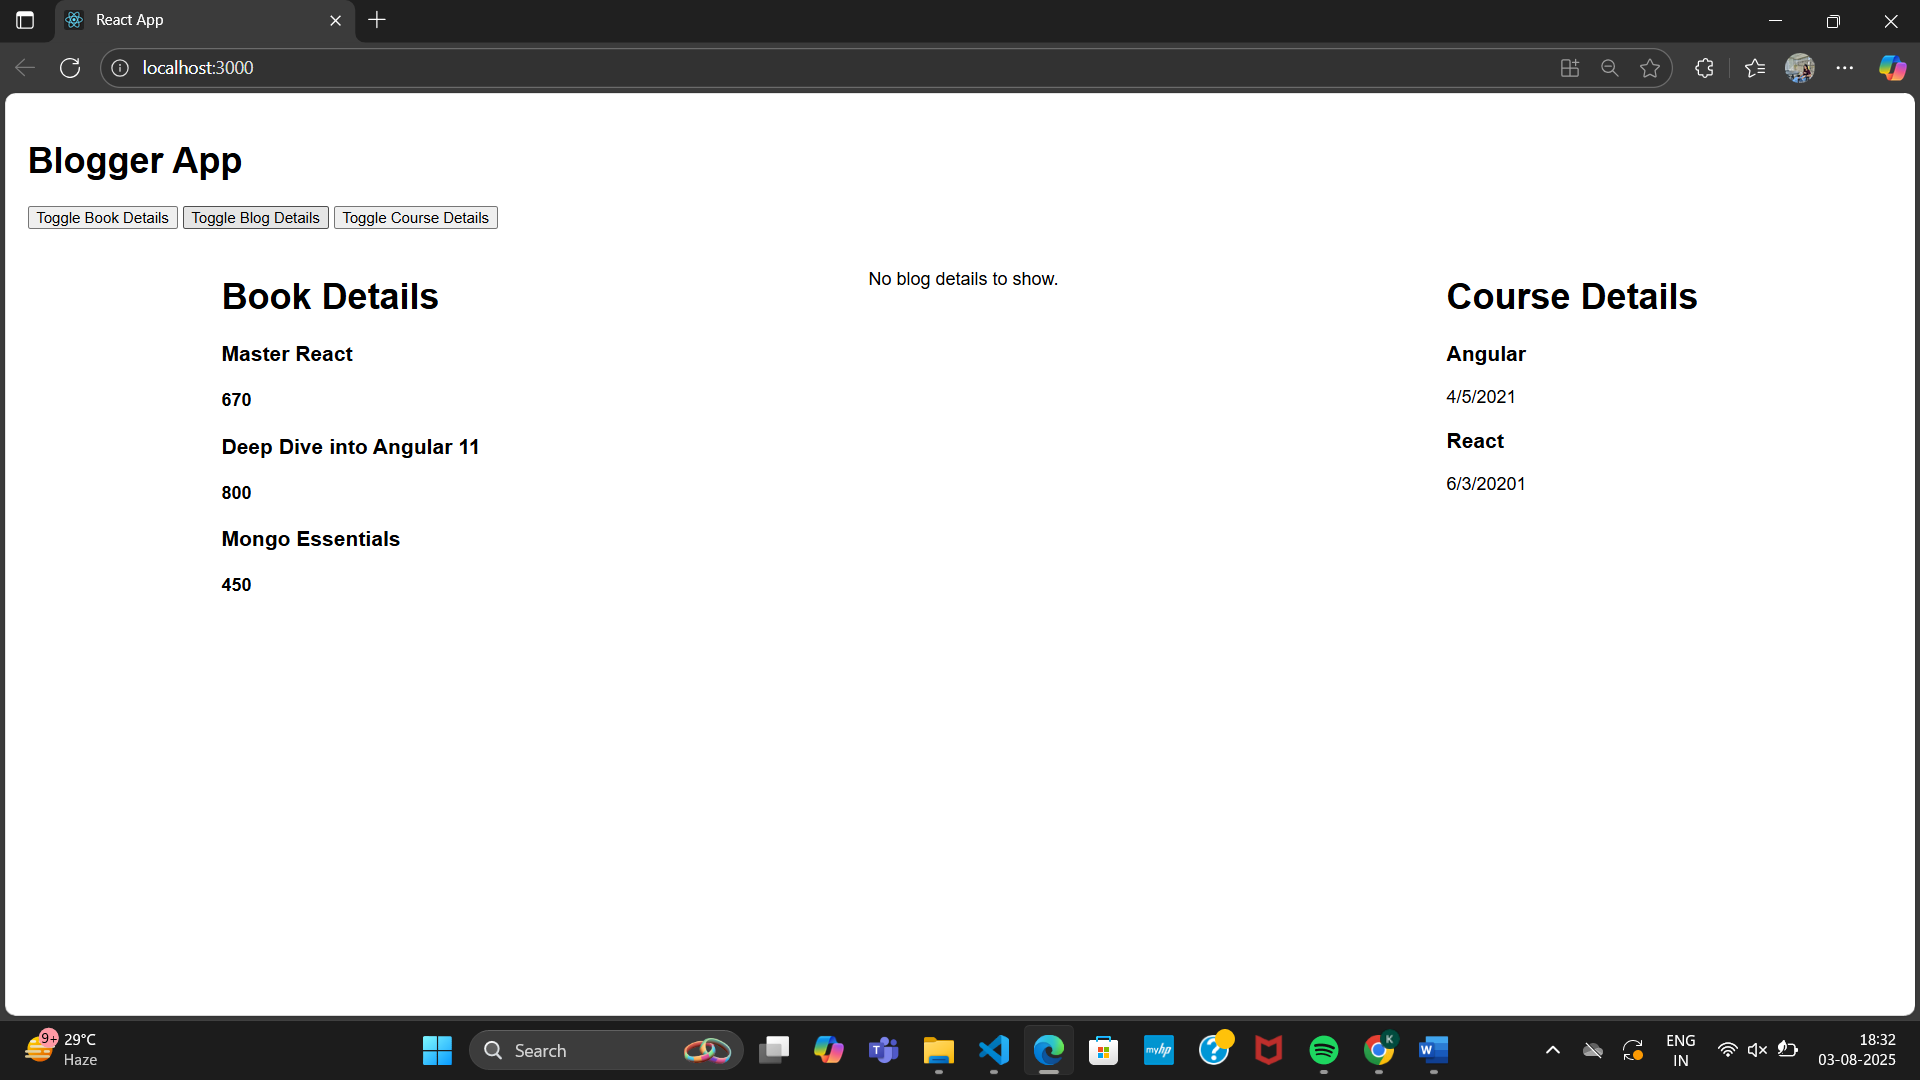 React App
localhost:3000
Blogger App
Toggle Book Details Toggle Blog Details Toggle Course Details
Book Details
Master React
670
Deep Dive into Angular 11
800
Mongo Essentials
450
No blog details to show.
Course Details
Angular
4/5/2021
React
6/3/20201
9+
29°C
Haze
Search
T
myhp
?
K
W
ENG
IN
18:32
03-08-2025